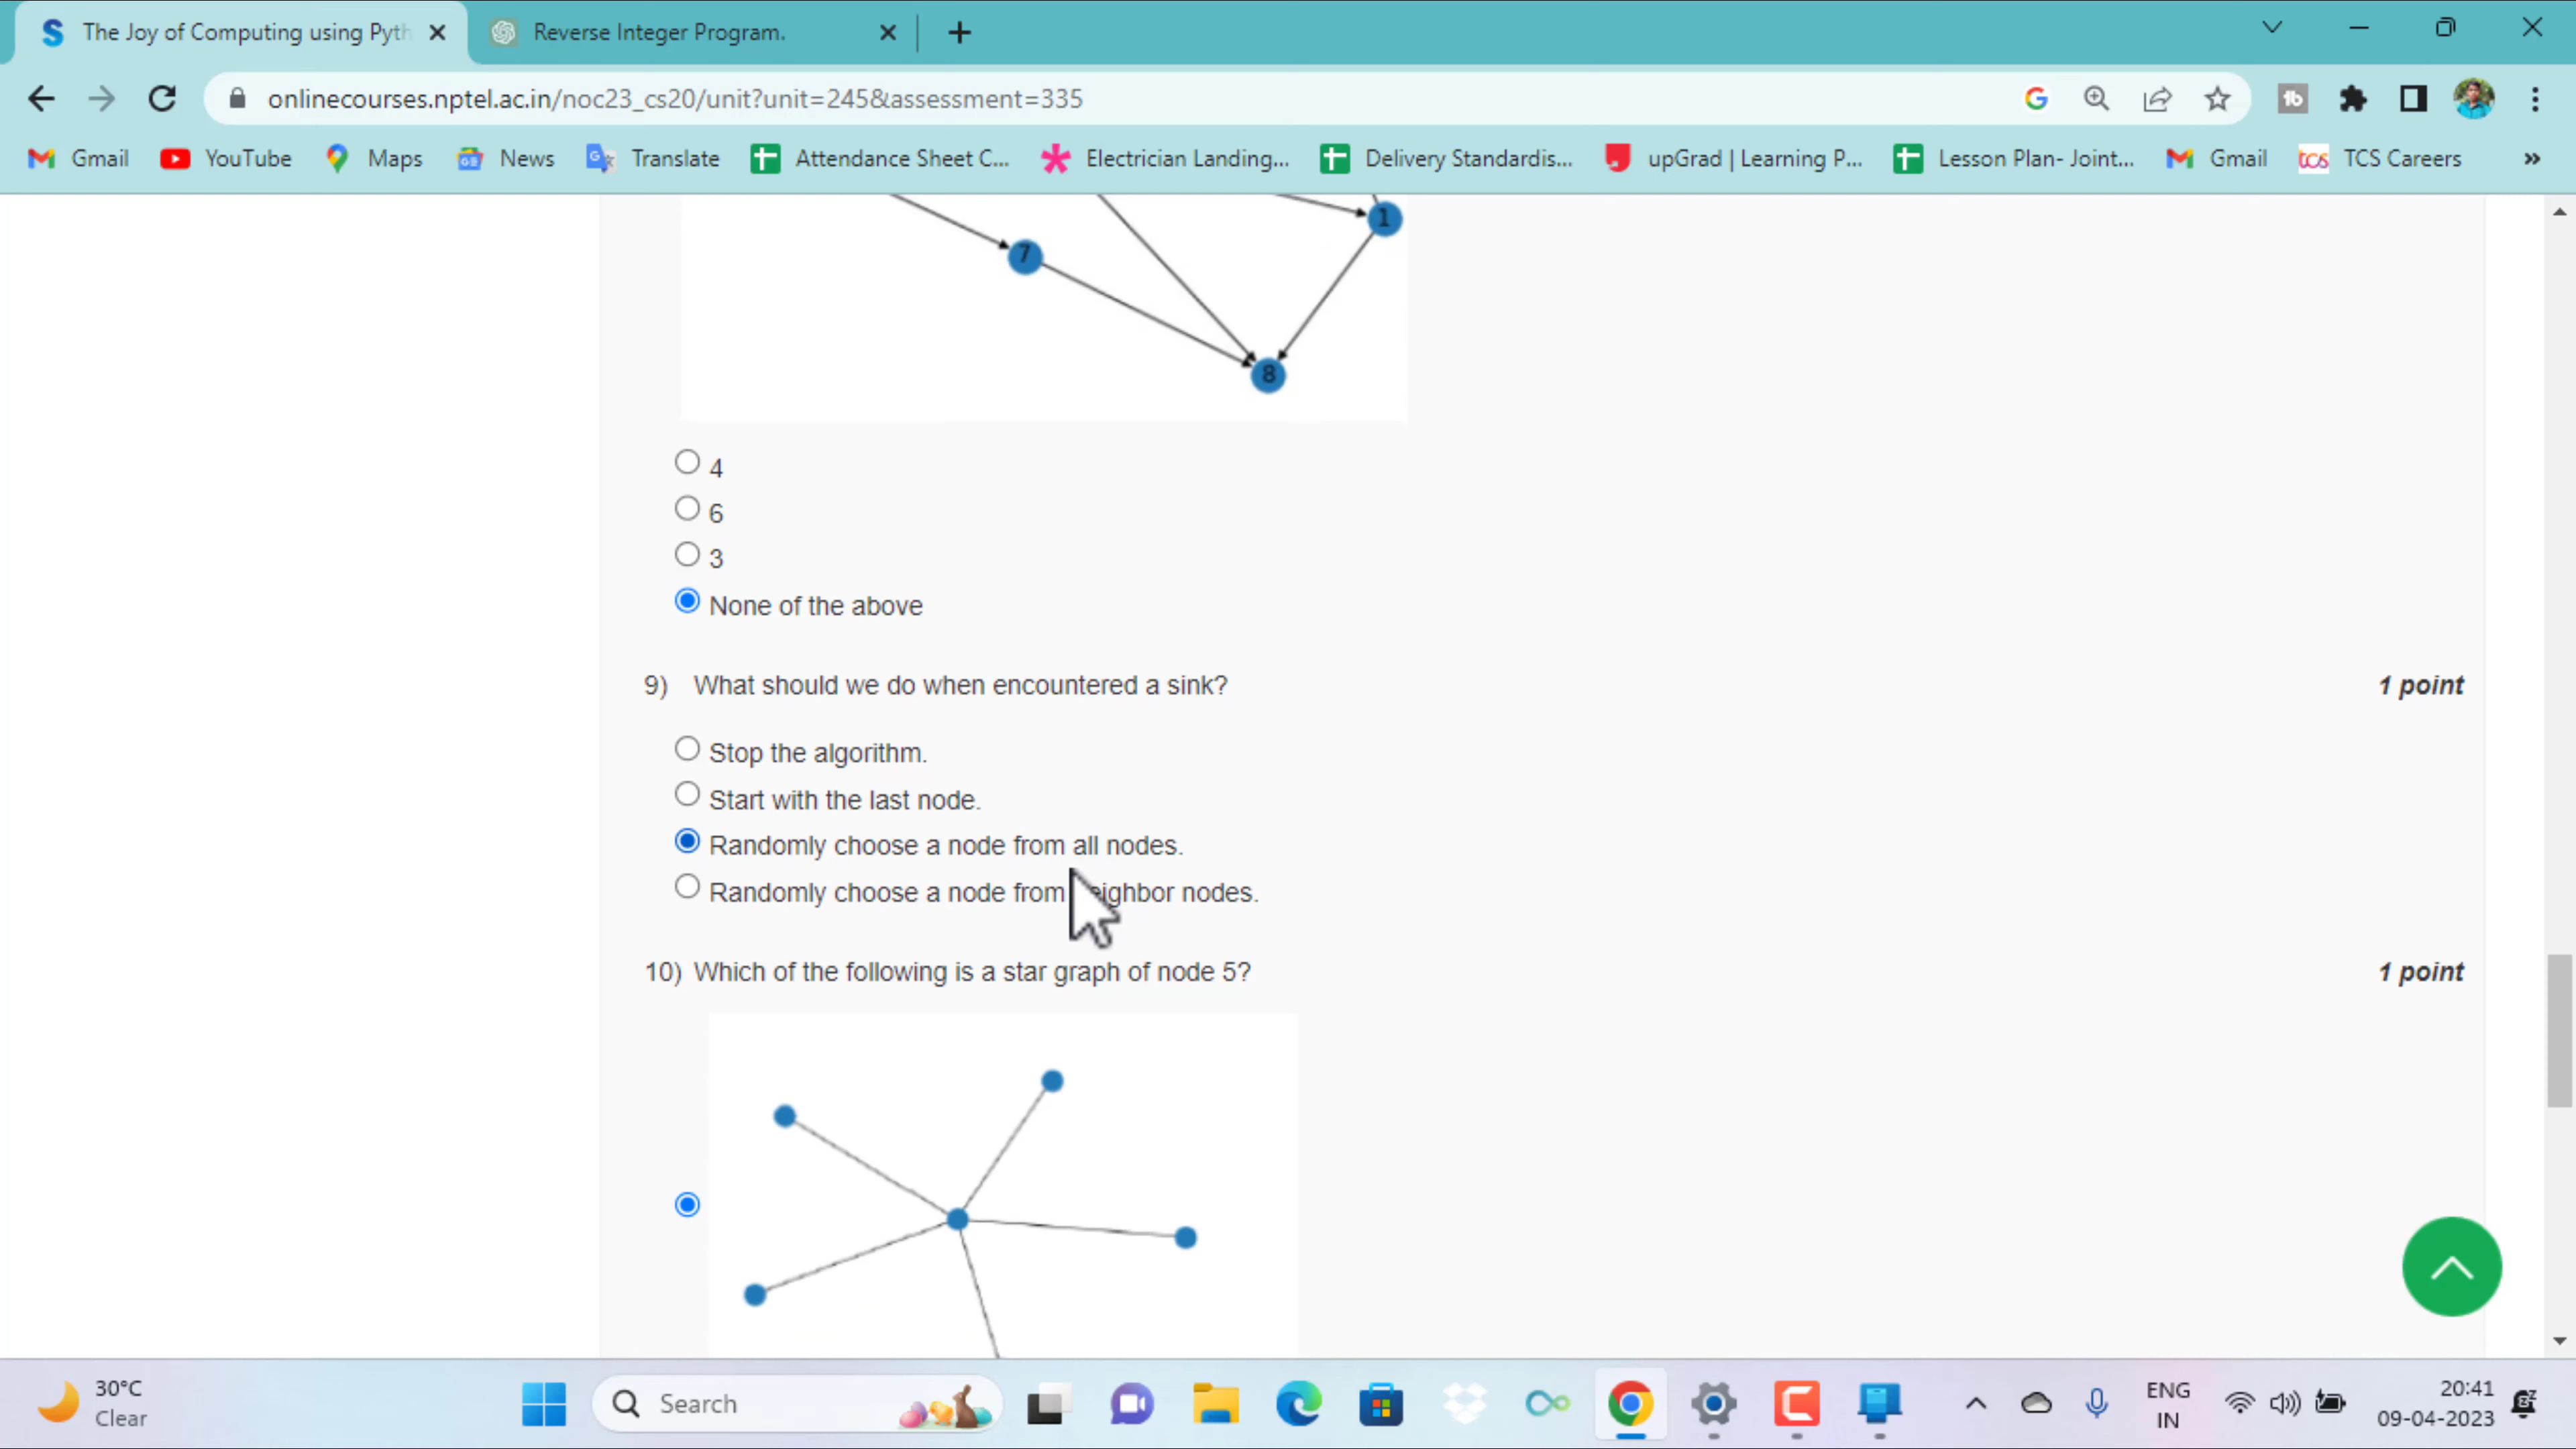 The Joy of Computing using Pyth
Reverse Integer Program.
onlinecourses.nptel.ac.in/noc23_cs20/unit?unit=245&assessment=335
Gmail
YouTube
Maps
News
Translate
Attendance Sheet C...
Electrician Landing...
Delivery Standardis...
upGrad | Learning P...
Lesson Plan- Joint...
Gmail
tcs
TCS Careers
1
7
8
4
6
3
None of the above
9) What should we do when encountered a sink?
1 point
Stop the algorithm.
Start with the last node.
Randomly choose a node from all nodes.
Randomly choose a node from neighbor nodes.
10) Which of the following is a star graph of node 5?
1 point
30°C
Clear
Search
ENG
IN
20:41
09-04-2023